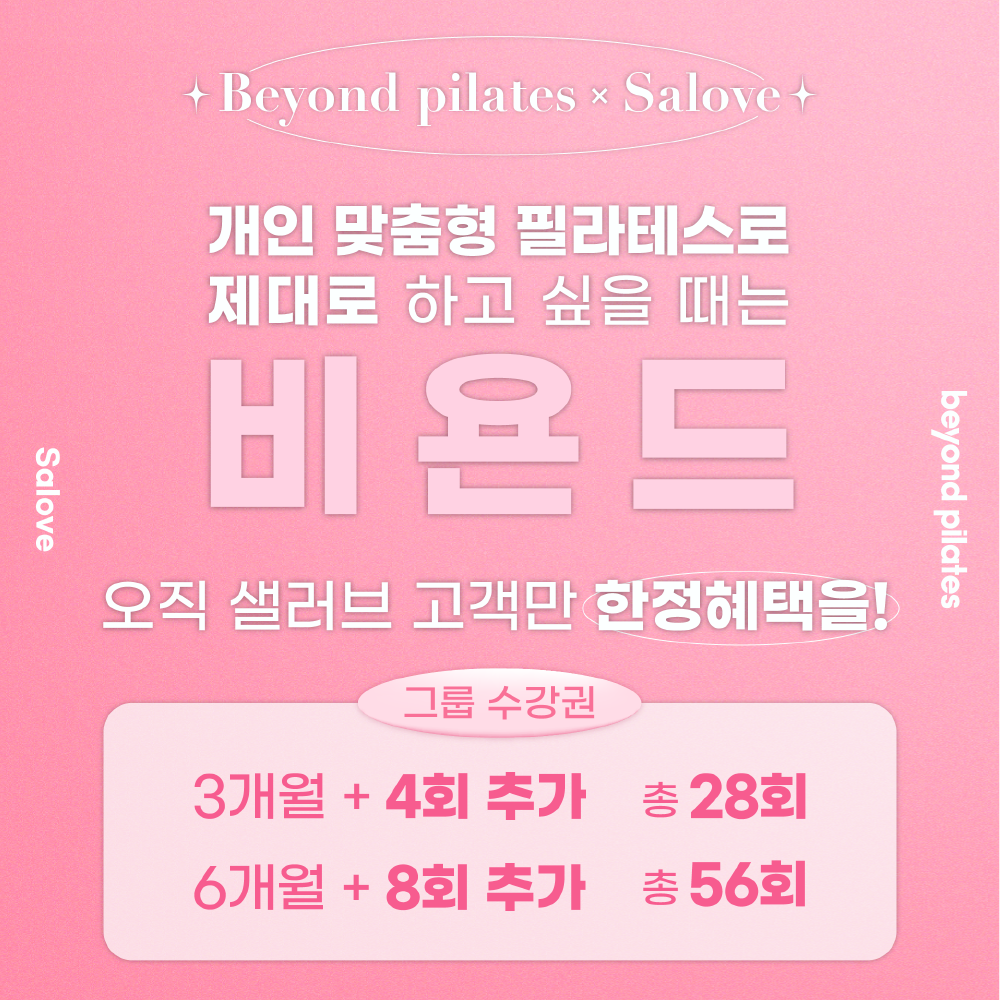 Beyond pilates × Salove
개인 맞춤형 필라테스로
제대로 하고 싶을 때는
비욘드
Salove
beyond pilates
오직 샐러브 고객만 한정혜택을!
그룹 수강권
3개월 + 4회 추가 총 28회
6개월 + 8회 추가 총 56회